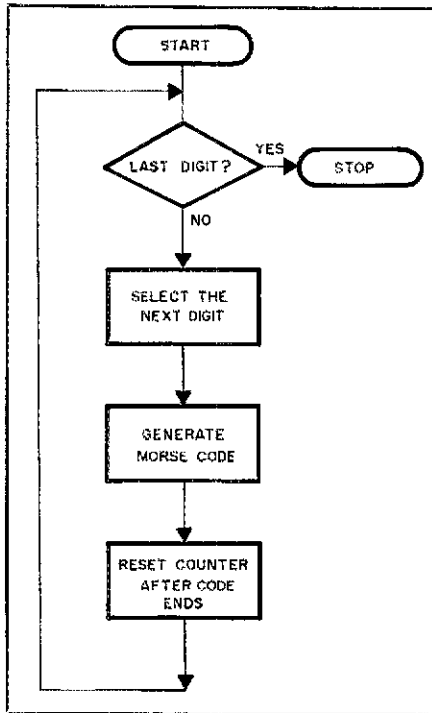 START
LAST DIGIT?
YES
STOP
NO
SELECT THE
NEXT DIGIT
GENERATE
MORSE CODE
RESET COUNTER
AFTER CODE
ENDS